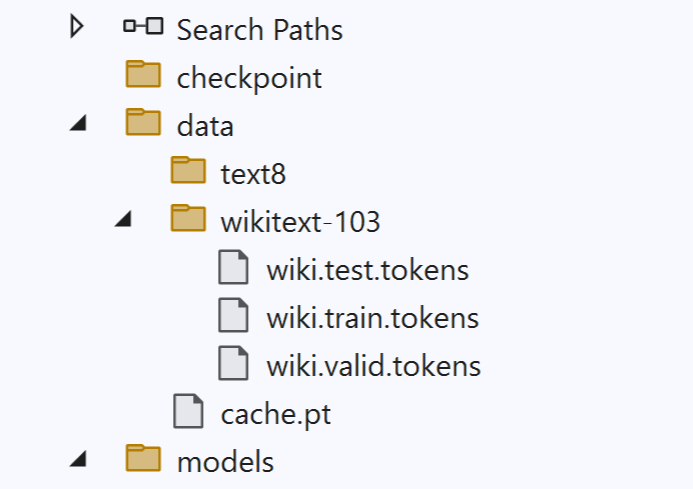 Search Paths
checkpoint
data
text8
wikitext-103
wiki.test.tokens
wiki.train.tokens
wiki.valid.tokens
cache.pt
models